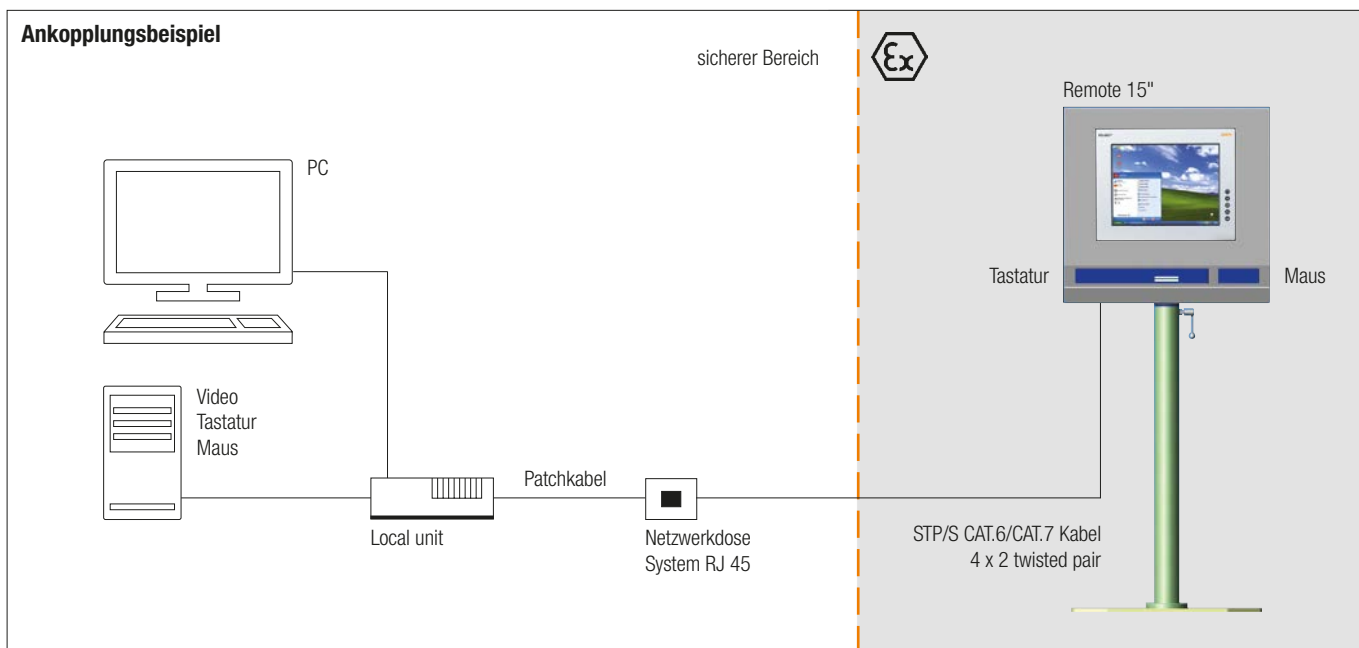 Ankopplungsbeispiel
sicherer Bereich
Ex
Remote 15"
PC
Tastatur
Maus
Video
Tastatur
Maus
Patchkabel
Local unit
Netzwerkdose
System RJ 45
STP/S CAT.6/CAT.7 Kabel
4 x 2 twisted pair